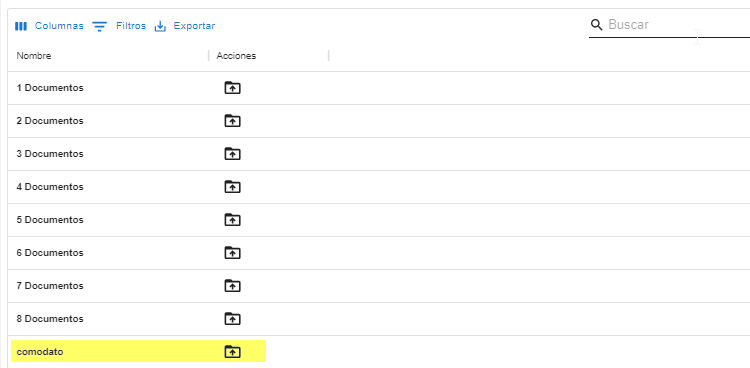 Columnas Filtros Exportar Buscar
Nombre Acciones
1 Documentos
2 Documentos
3 Documentos
4 Documentos
5 Documentos
6 Documentos
7 Documentos
8 Documentos
comodato